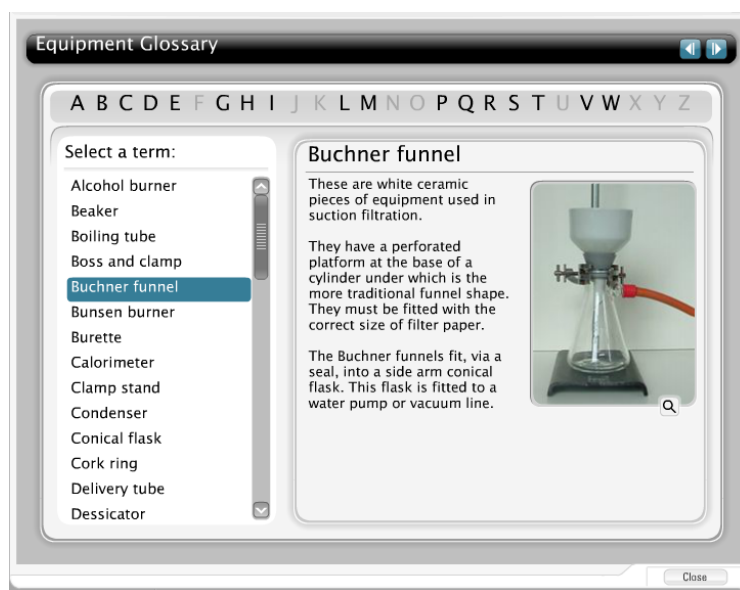 Equipment Glossary
A B C D E F G H I J K L M N O P Q R S T U V W X Y Z
Select a term:
Alcohol burner
Beaker
Boiling tube
Boss and clamp
Buchner funnel
Bunsen burner
Burette
Calorimeter
Clamp stand
Condenser
Conical flask
Cork ring
Delivery tube
Dessicator
Buchner funnel
These are white ceramic
pieces of equipment used in
suction filtration.
They have a perforated
platform at the base of a
cylinder under which is the
more traditional funnel shape.
They must be fitted with the
correct size of filter paper.
The Buchner funnels fit, via a
seal, into a side arm conical
flask. This flask is fitted to a
water pump or vacuum line.
Close